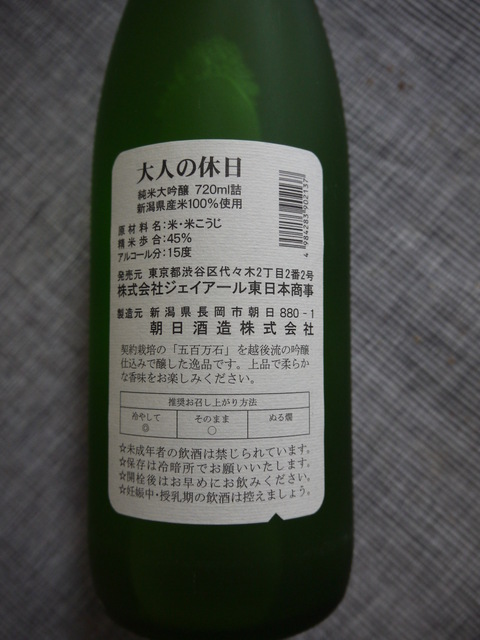 大人の休日
純米大吟醸 720ml詰
新潟県産米100%使用
原材料名:米・米こうじ
精米歩合:45%
アルコール分:15度
発売元 東京都渋谷区代々木2丁目2番2号
株式会社ジェイアール東日本商事
製造元 新潟県長岡市朝日880-1
朝日酒造株式会社
契約栽培の「五百万石」を越後流の吟醸
仕込みで醸した逸品です。上品で柔らか
な香味をお楽しみください。
推奨お召し上がり方法
冷やして そのまま ぬる燗
◎ ○
☆未成年者の飲酒は禁じられています。
☆保存は冷暗所でお願いいたします。
☆開栓後はお早めにお飲みください。
☆妊娠中・授乳期の飲酒は控えましょう。
4984283902137